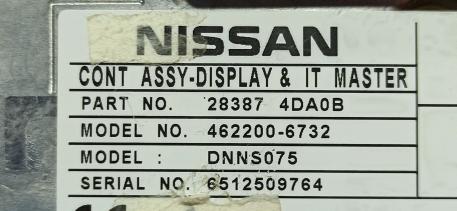 NISSAN
CONT ASSY-DISPLAY & IT MASTER
PART NO. 28387 4DA0B
MODEL NO. 462200-6732
MODEL : DNNS075
SERIAL NO. 6512509764